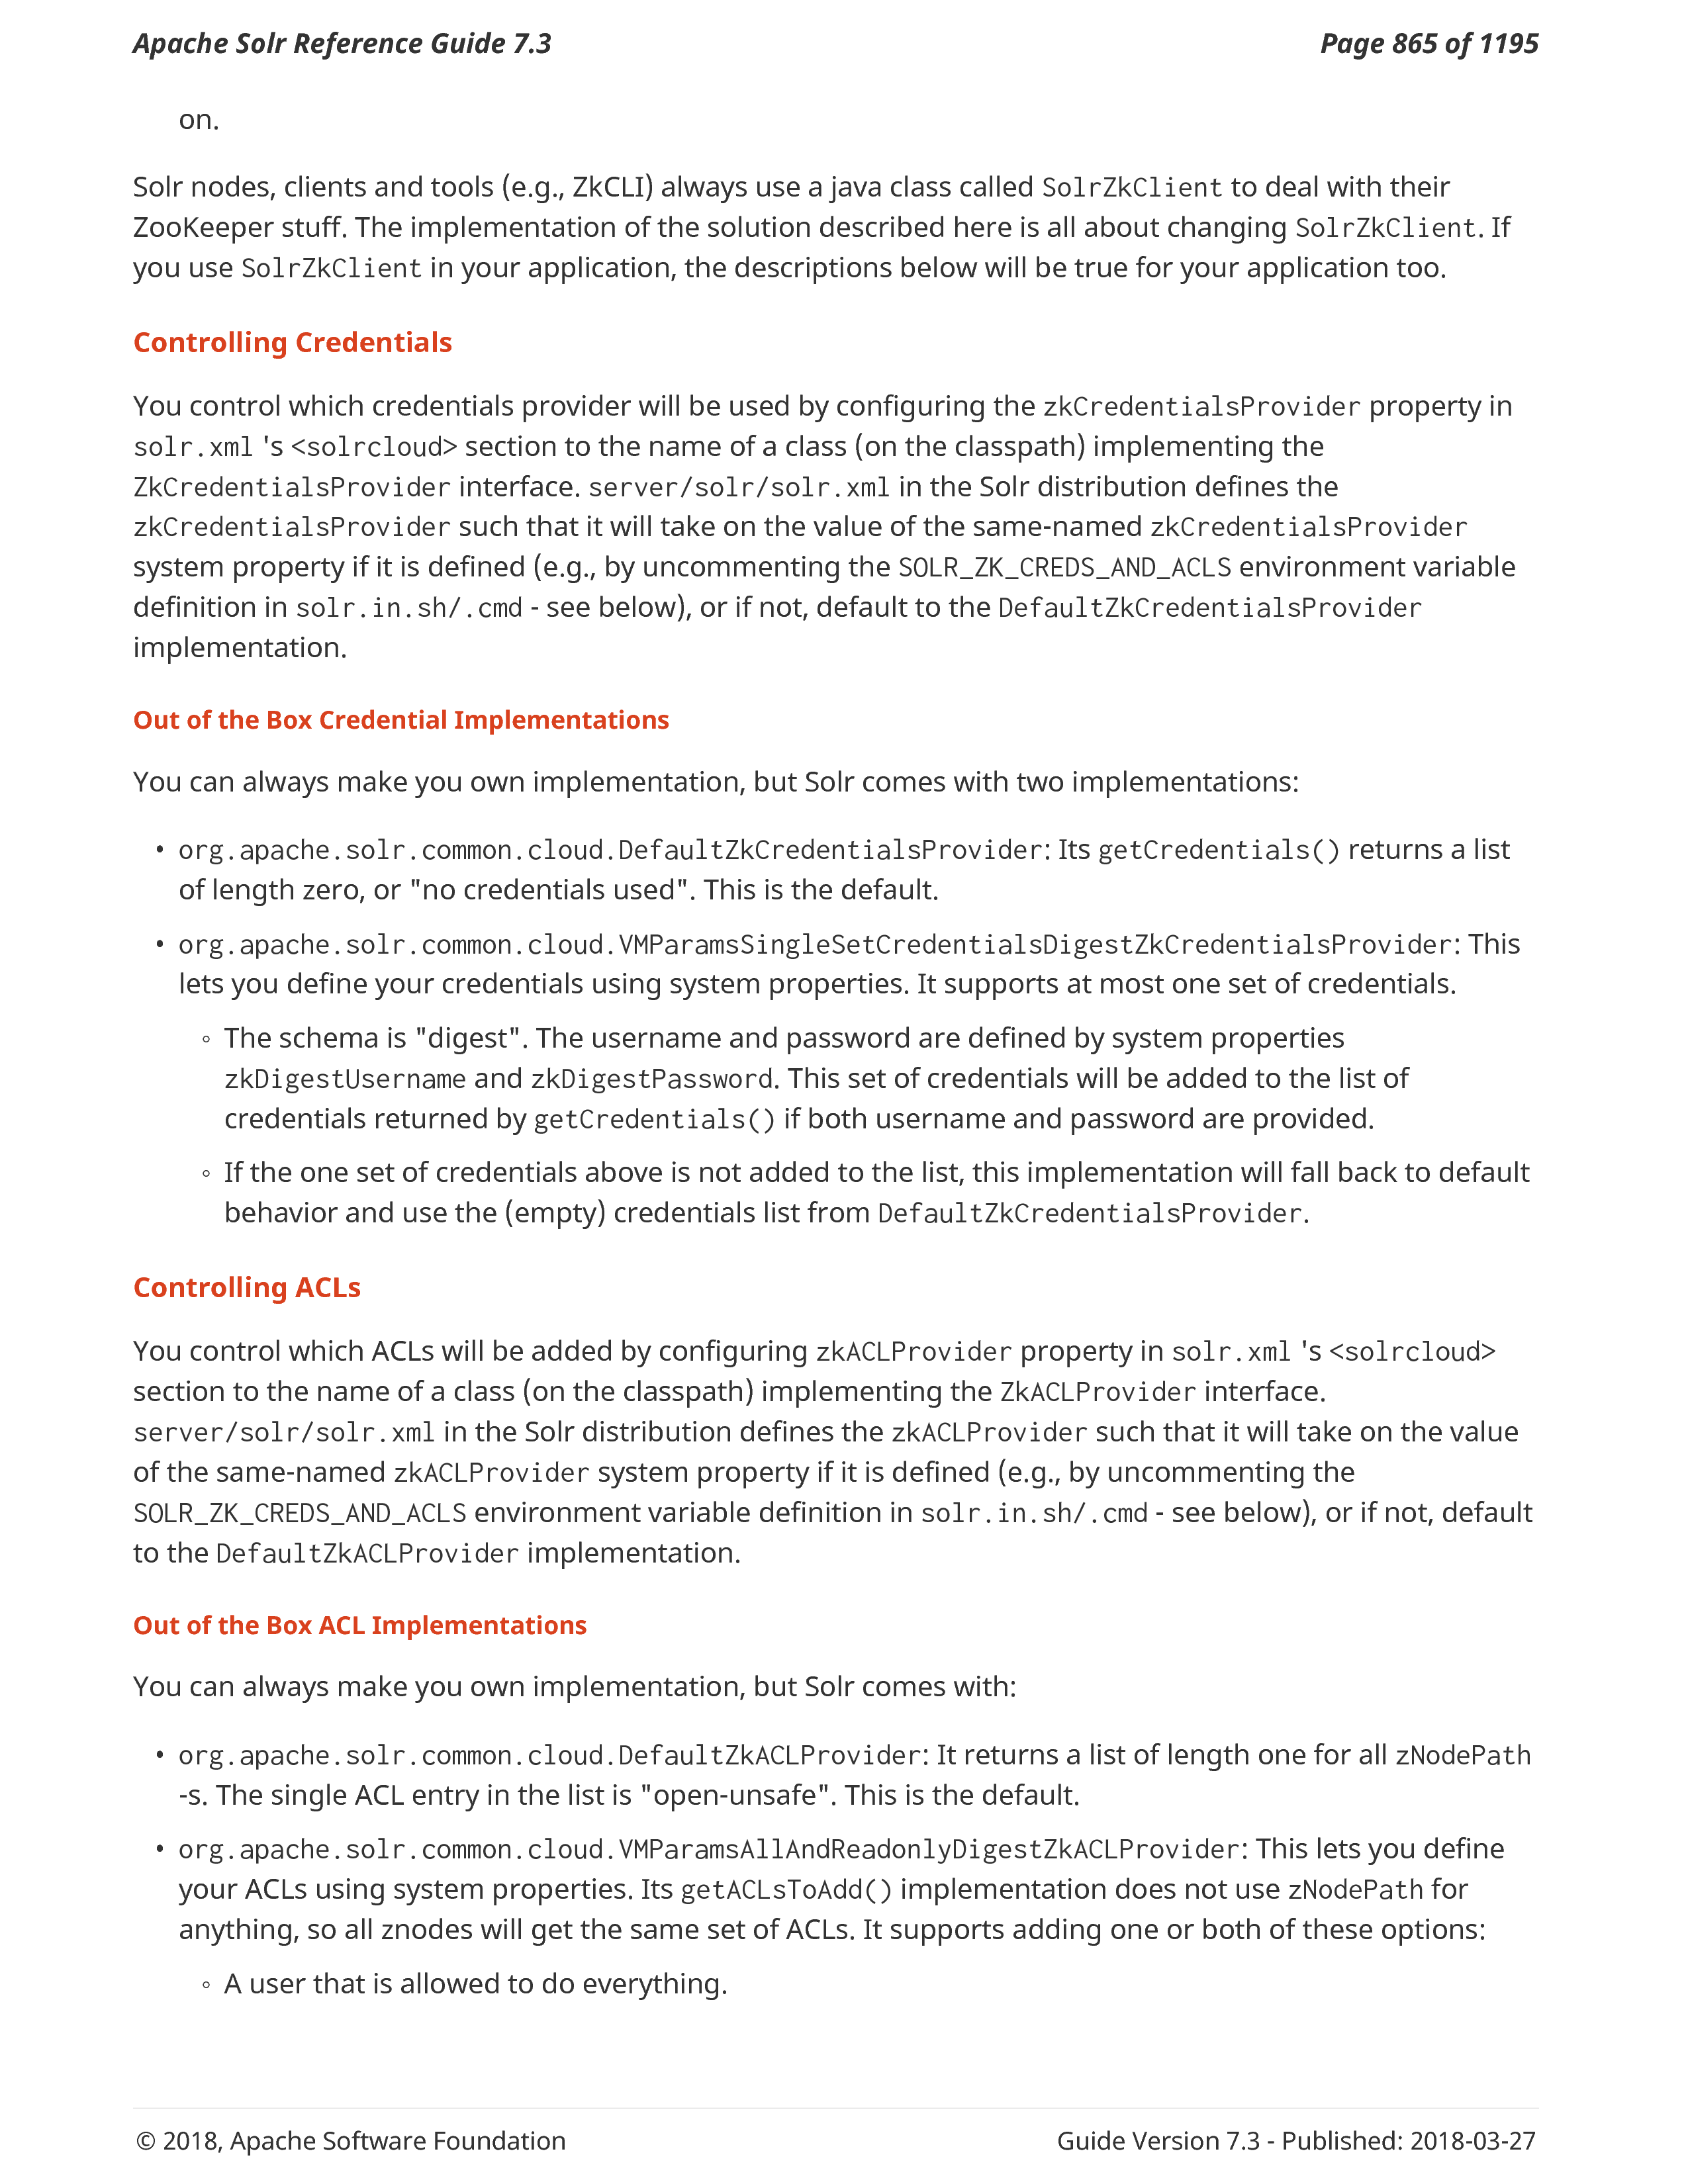 Apache Solr Reference Guide 7.3
Page 865 of 1195
on.
Solr nodes, clients and tools (e.g., ZkCLI) always use a java class called SolrZkClient to deal with their
ZooKeeper stuff. The implementation of the solution described here is all about changing SolrZkClient. If
you use SolrZkClient in your application, the descriptions below will be true for your application too.
Controlling Credentials
You control which credentials provider will be used by configuring the zkCredentialsProvider property in
solr.xml 's <solrcloud> section to the name of a class (on the classpath) implementing the
ZkCredentialsProvider interface. server/solr/solr.xml in the Solr distribution defines the
zkCredentialsProvider such that it will take on the value of the same-named zkCredentialsProvider
system property if it is defined (e.g., by uncommenting the SOLR_ZK_CREDS_AND_ACLS environment variable
definition in solr.in.sh/.cmd - see below), or if not, default to the DefaultZkCredentialsProvider
implementation.
Out of the Box Credential Implementations
You can always make you own implementation, but Solr comes with two implementations:
• org.apache.solr.common.cloud.DefaultZkCredentialsProvider: Its getCredentials() returns a list
of length zero, or "no credentials used". This is the default.
• org.apache.solr.common.cloud.VMParamsSingleSetCredentialsDigestZkCredentialsProvider: This
lets you define your credentials using system properties. It supports at most one set of credentials.
◦ The schema is "digest". The username and password are defined by system properties
zkDigestUsername and zkDigestPassword. This set of credentials will be added to the list of
credentials returned by getCredentials() if both username and password are provided.
◦ If the one set of credentials above is not added to the list, this implementation will fall back to default
behavior and use the (empty) credentials list from DefaultZkCredentialsProvider.
Controlling ACLs
You control which ACLs will be added by configuring zkACLProvider property in solr.xml 's <solrcloud>
section to the name of a class (on the classpath) implementing the ZkACLProvider interface.
server/solr/solr.xml in the Solr distribution defines the zkACLProvider such that it will take on the value
of the same-named zkACLProvider system property if it is defined (e.g., by uncommenting the
SOLR_ZK_CREDS_AND_ACLS environment variable definition in solr.in.sh/.cmd - see below), or if not, default
to the DefaultZkACLProvider implementation.
Out of the Box ACL Implementations
You can always make you own implementation, but Solr comes with:
• org.apache.solr.common.cloud.DefaultZkACLProvider: It returns a list of length one for all zNodePath
-s. The single ACL entry in the list is "open-unsafe". This is the default.
• org.apache.solr.common.cloud.VMParamsAllAndReadonlyDigestZkACLProvider: This lets you define
your ACLs using system properties. Its getACLsToAdd() implementation does not use zNodePath for
anything, so all znodes will get the same set of ACLs. It supports adding one or both of these options:
◦ A user that is allowed to do everything.
© 2018, Apache Software Foundation
Guide Version 7.3 - Published: 2018-03-27